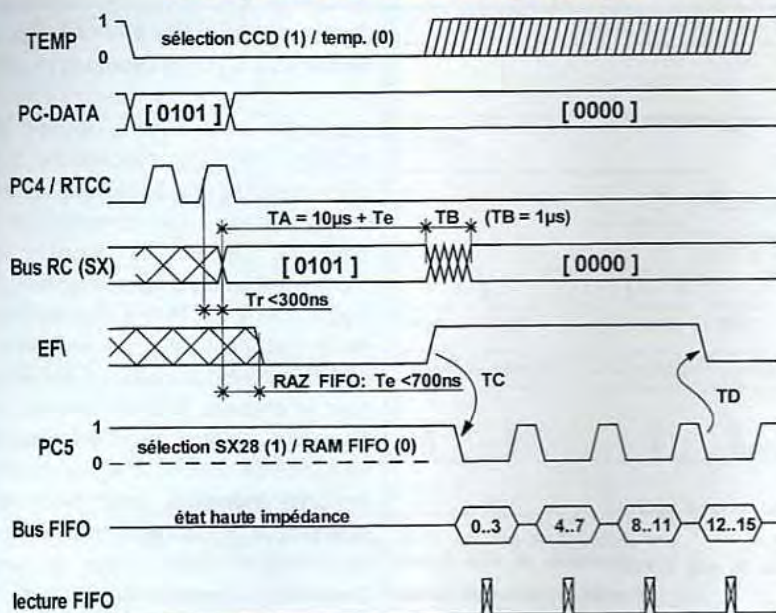 TEMP 1 0 sélection CCD (1) / temp. (0)
PC-DATA [0101] [0000]
PC4 / RTCC
TA = 10µs + Te TB (TB = 1µs)
Bus RC (SX) [0101] [0000]
Tr <300ns
EF\
RAZ FIFO: Te <700ns TC TD
PC5 1 0 sélection SX28 (1) / RAM FIFO (0)
Bus FIFO état haute impédance 0..3 4..7 8..11 12..15
lecture FIFO